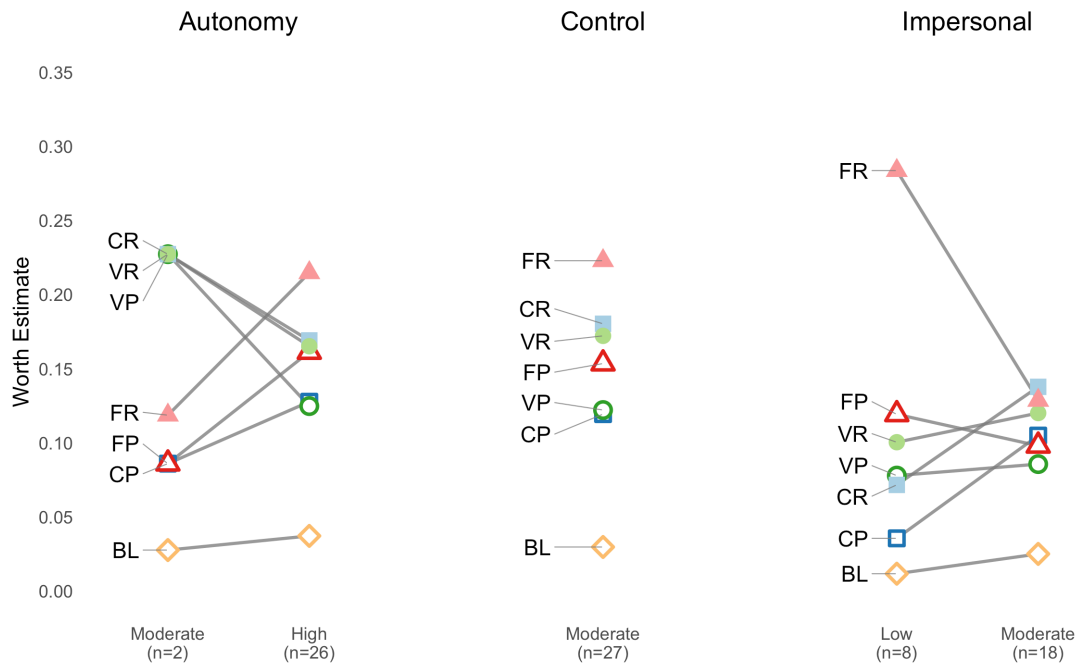 Autonomy
Control
Impersonal
Worth Estimate
0.35
0.30
0.25
0.20
0.15
0.10
0.05
0.00
CR
VR
VP
FR
FP
CP
BL
FR
CR
VR
FP
VP
CP
BL
FR
FP
VR
VP
CR
CP
BL
Moderate
(n=2)
High
(n=26)
Moderate
(n=27)
Low
(n=8)
Moderate
(n=18)